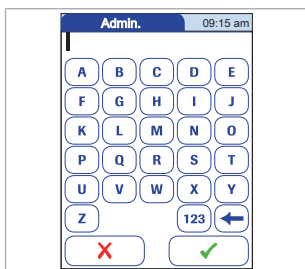 Admin. 09:15 am
A B C D E
F G H I J
K L M N O
P Q R S T
U V W X Y
Z 123